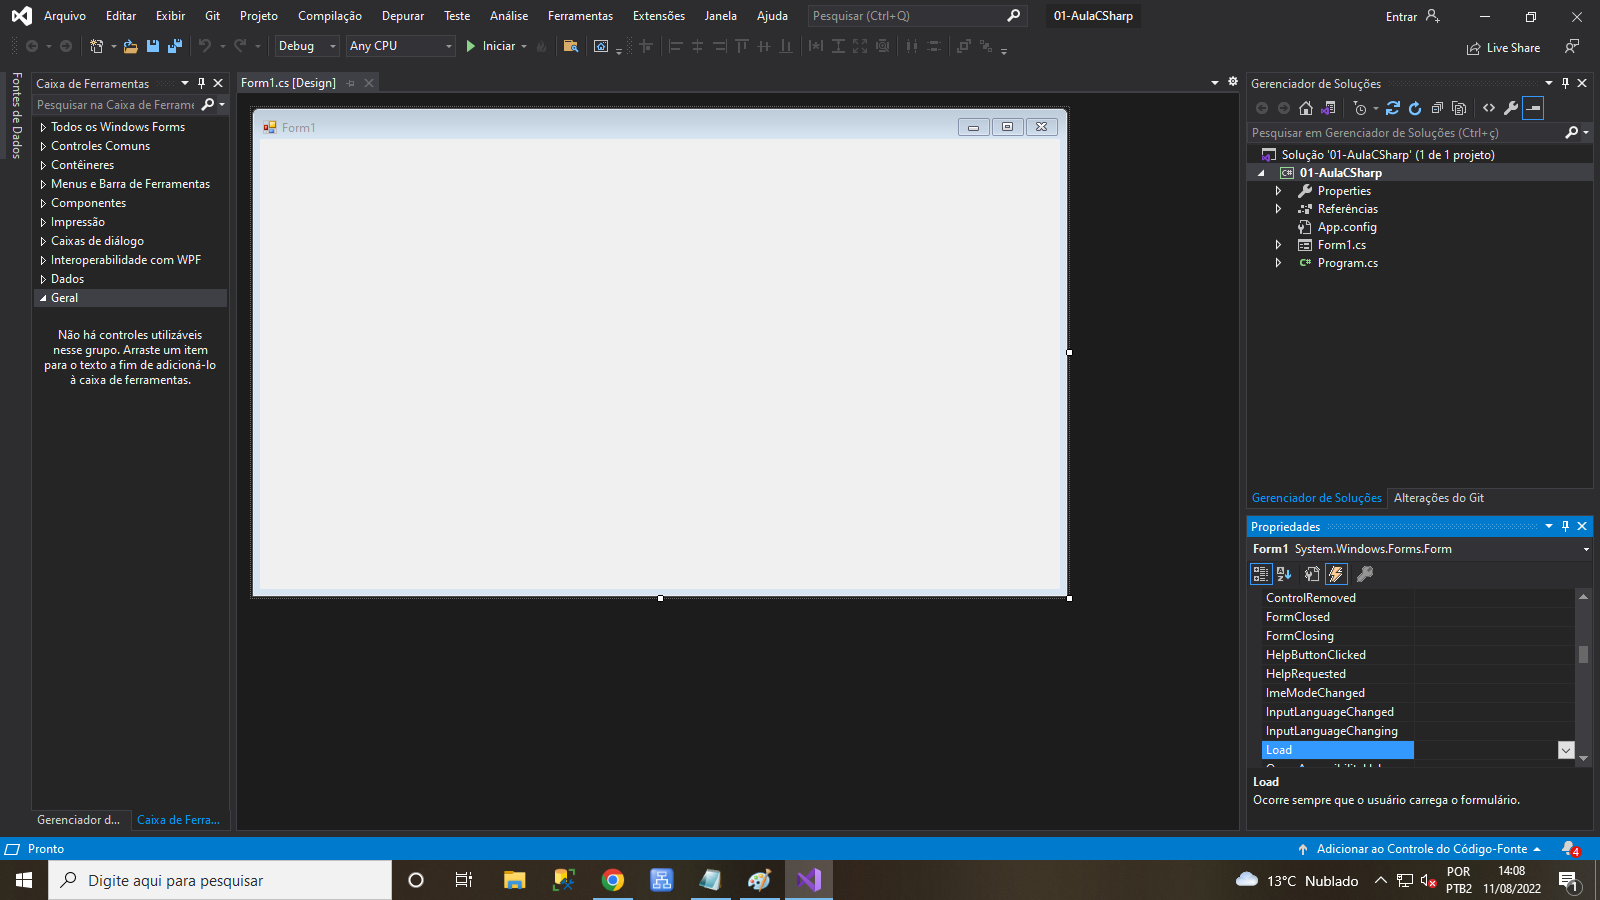 Arquivo Editar Exibir Git Projeto Compilação Depurar Teste Análise Ferramentas Extensões Janela Ajuda Pesquisar (Ctrl+Q) 01-AulaCSharp Entrar
Debug Any CPU Iniciar Live Share
Fontes de Dados
Caixa de Ferramentas
Pesquisar na Caixa de Ferrame
Todos os Windows Forms
Controles Comuns
Contêineres
Menus e Barra de Ferramentas
Componentes
Impressão
Caixas de diálogo
Interoperabilidade com WPF
Dados
Geral
Não há controles utilizáveis
nesse grupo. Arraste um item
para o texto a fim de adicioná-lo
à caixa de ferramentas.
Gerenciador d... Caixa de Ferra...
Form1.cs [Design]
Form1
Gerenciador de Soluções
Pesquisar em Gerenciador de Soluções (Ctrl+ç)
Solução '01-AulaCSharp' (1 de 1 projeto)
C# 01-AulaCSharp
Properties
Referências
App.config
Form1.cs
C# Program.cs
Gerenciador de Soluções Alterações do Git
Propriedades
Form1 System.Windows.Forms.Form
ControlRemoved
FormClosed
FormClosing
HelpButtonClicked
HelpRequested
ImeModeChanged
InputLanguageChanged
InputLanguageChanging
Load
Load
Ocorre sempre que o usuário carrega o formulário.
Pronto Adicionar ao Controle do Código-Fonte 4
Digite aqui para pesquisar 13°C Nublado POR PTB2 14:08 11/08/2022 1